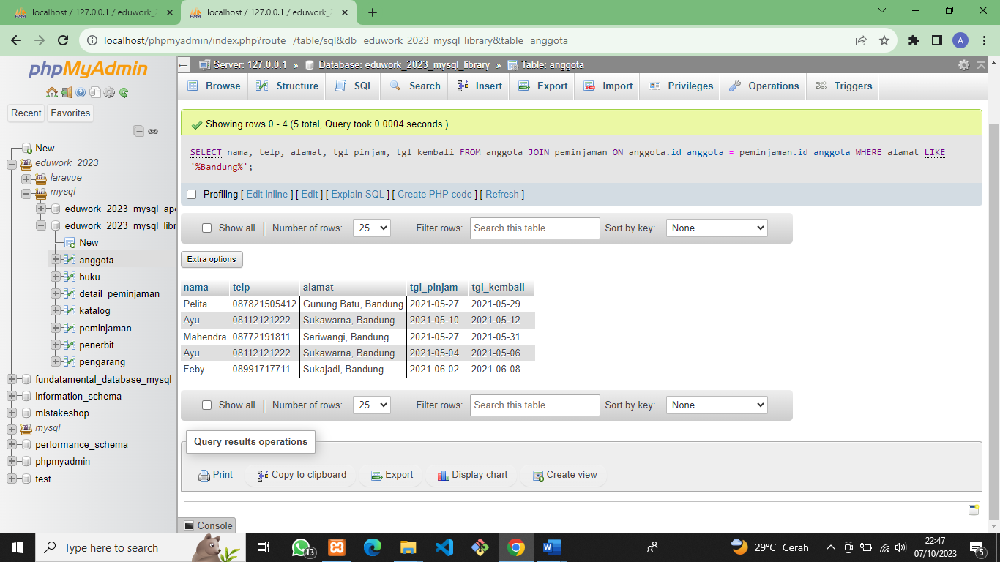 localhost / 127.0.0.1 / eduwork_2
localhost / 127.0.0.1 / eduwork_2
localhost/phpmyadmin/index.php?route=/table/sql&db=eduwork_2023_mysql_library&table=anggota
A
phpMyAdmin
Recent Favorites
New
eduwork_2023
laravue
mysql
eduwork_2023_mysql_ape
eduwork_2023_mysql_libr
New
anggota
buku
detail_peminjaman
katalog
peminjaman
penerbit
pengarang
fundatamental_database_mysql
information_schema
mistakeshop
mysql
performance_schema
phpmyadmin
test
Server: 127.0.0.1 » Database: eduwork_2023_mysql_library » Table: anggota
Browse Structure SQL Search Insert Export Import Privileges Operations Triggers
Showing rows 0 - 4 (5 total, Query took 0.0004 seconds.)
SELECT nama, telp, alamat, tgl_pinjam, tgl_kembali FROM anggota JOIN peminjaman ON anggota.id_anggota = peminjaman.id_anggota WHERE alamat LIKE
'%Bandung%';
Profiling [ Edit inline ] [ Edit ] [ Explain SQL ] [ Create PHP code ] [ Refresh ]
Show all | Number of rows: 25 Filter rows: Search this table Sort by key: None
Extra options
nama telp alamat tgl_pinjam tgl_kembali
Pelita 087821505412 Gunung Batu, Bandung 2021-05-27 2021-05-29
Ayu 08112121222 Sukawarna, Bandung 2021-05-10 2021-05-12
Mahendra 08772191811 Sariwangi, Bandung 2021-05-27 2021-05-31
Ayu 08112121222 Sukawarna, Bandung 2021-05-04 2021-05-06
Feby 08991717711 Sukajadi, Bandung 2021-06-02 2021-06-08
Show all | Number of rows: 25 Filter rows: Search this table Sort by key: None
Query results operations
Print Copy to clipboard Export Display chart Create view
Console
Type here to search
13
29°C Cerah
22:47
07/10/2023
5